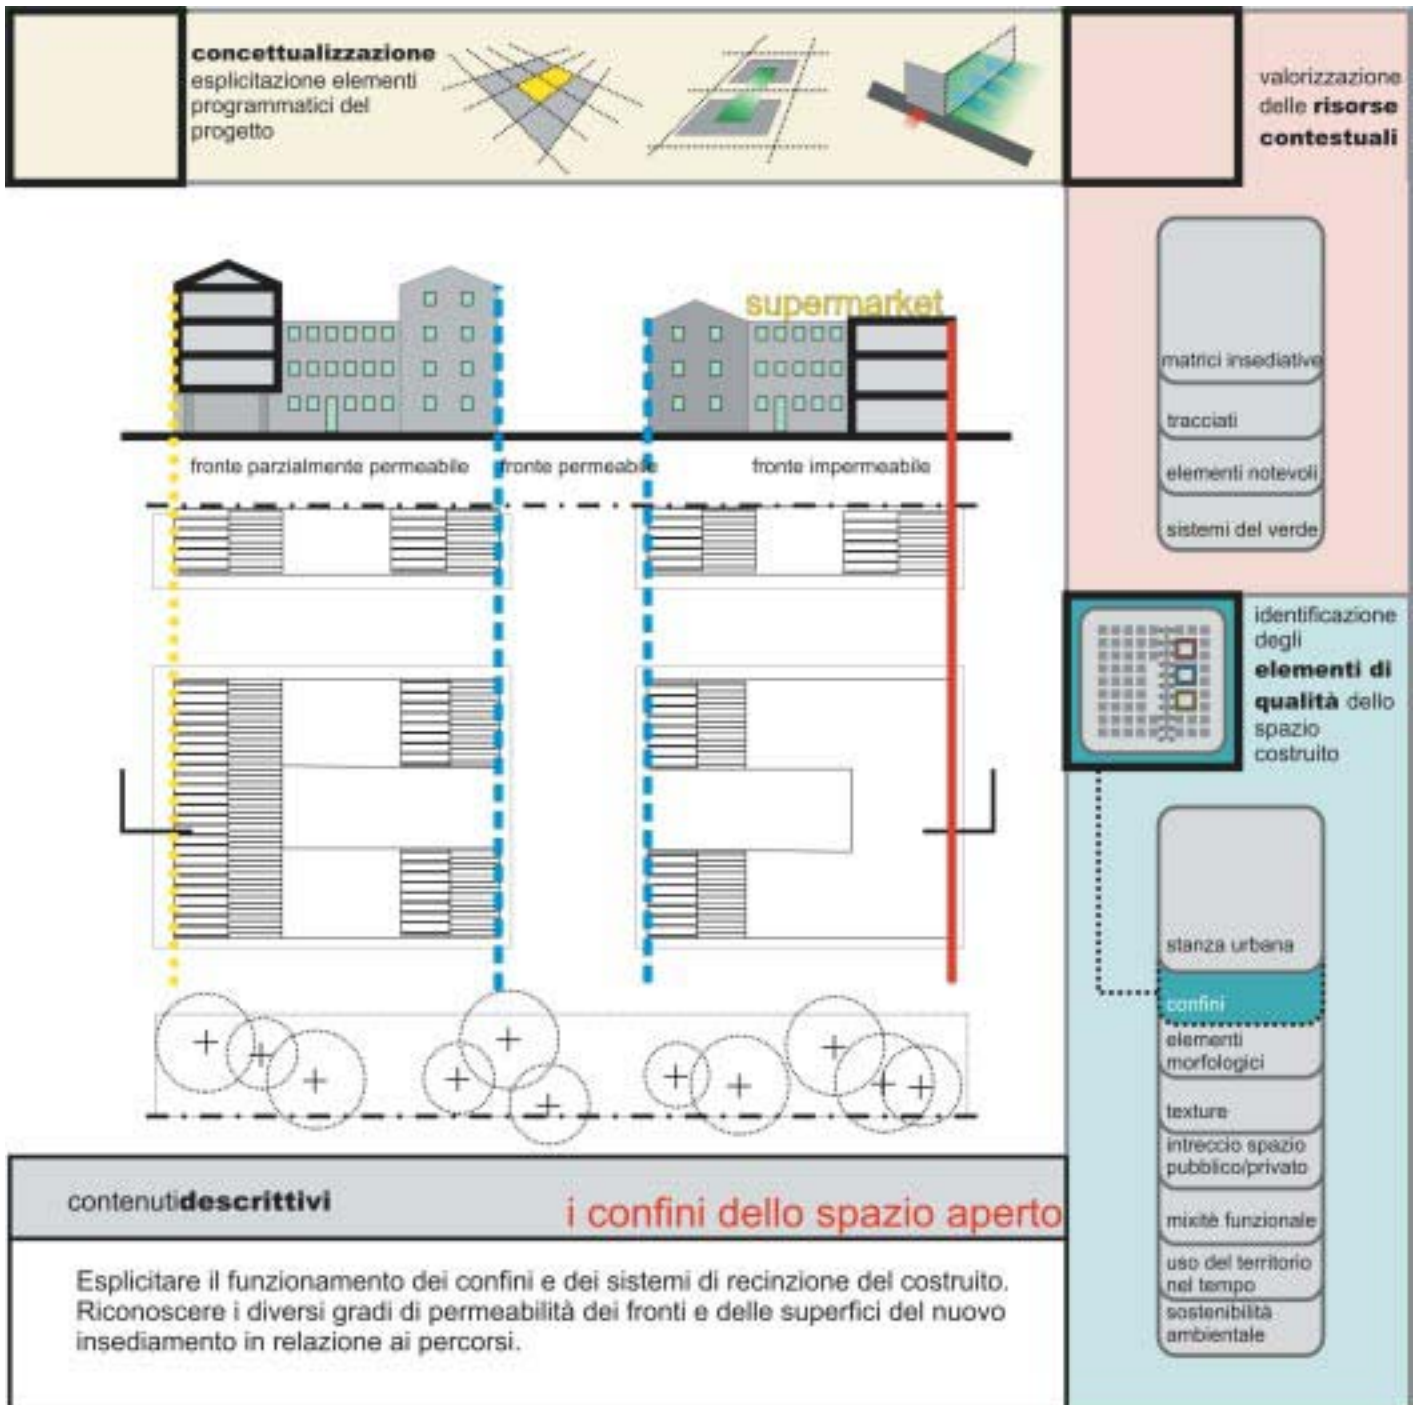 concettualizzazione
esplicitazione elementi
programmatici del
progetto
valorizzazione
delle risorse
contestuali
matrici insediative
tracciati
elementi notevoli
sistemi del verde
supermarket
fronte parzialmente permeabile
fronte permeabile
fronte impermeabile
identificazione
degli
elementi di
qualità dello
spazio
costruito
stanza urbana
confini
elementi
morfologici
texture
intreccio spazio
pubblico/privato
mixitè funzionale
uso del territorio
nel tempo
sostenibilità
ambientale
contenutidescrittivi
i confini dello spazio aperto
Esplicitare il funzionamento dei confini e dei sistemi di recinzione del costruito.
Riconoscere i diversi gradi di permeabilità dei fronti e delle superfici del nuovo
insediamento in relazione ai percorsi.